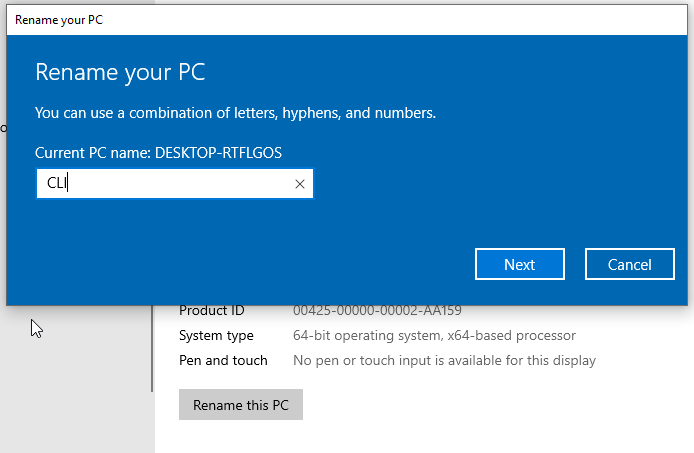 Rename your PC
Rename your PC
You can use a combination of letters, hyphens, and numbers.
Current PC name: DESKTOP-RTFLGOS
CLI
Next
Cancel
Product ID 00425-00000-00002-AA159
System type 64-bit operating system, x64-based processor
Pen and touch No pen or touch input is available for this display
Rename this PC